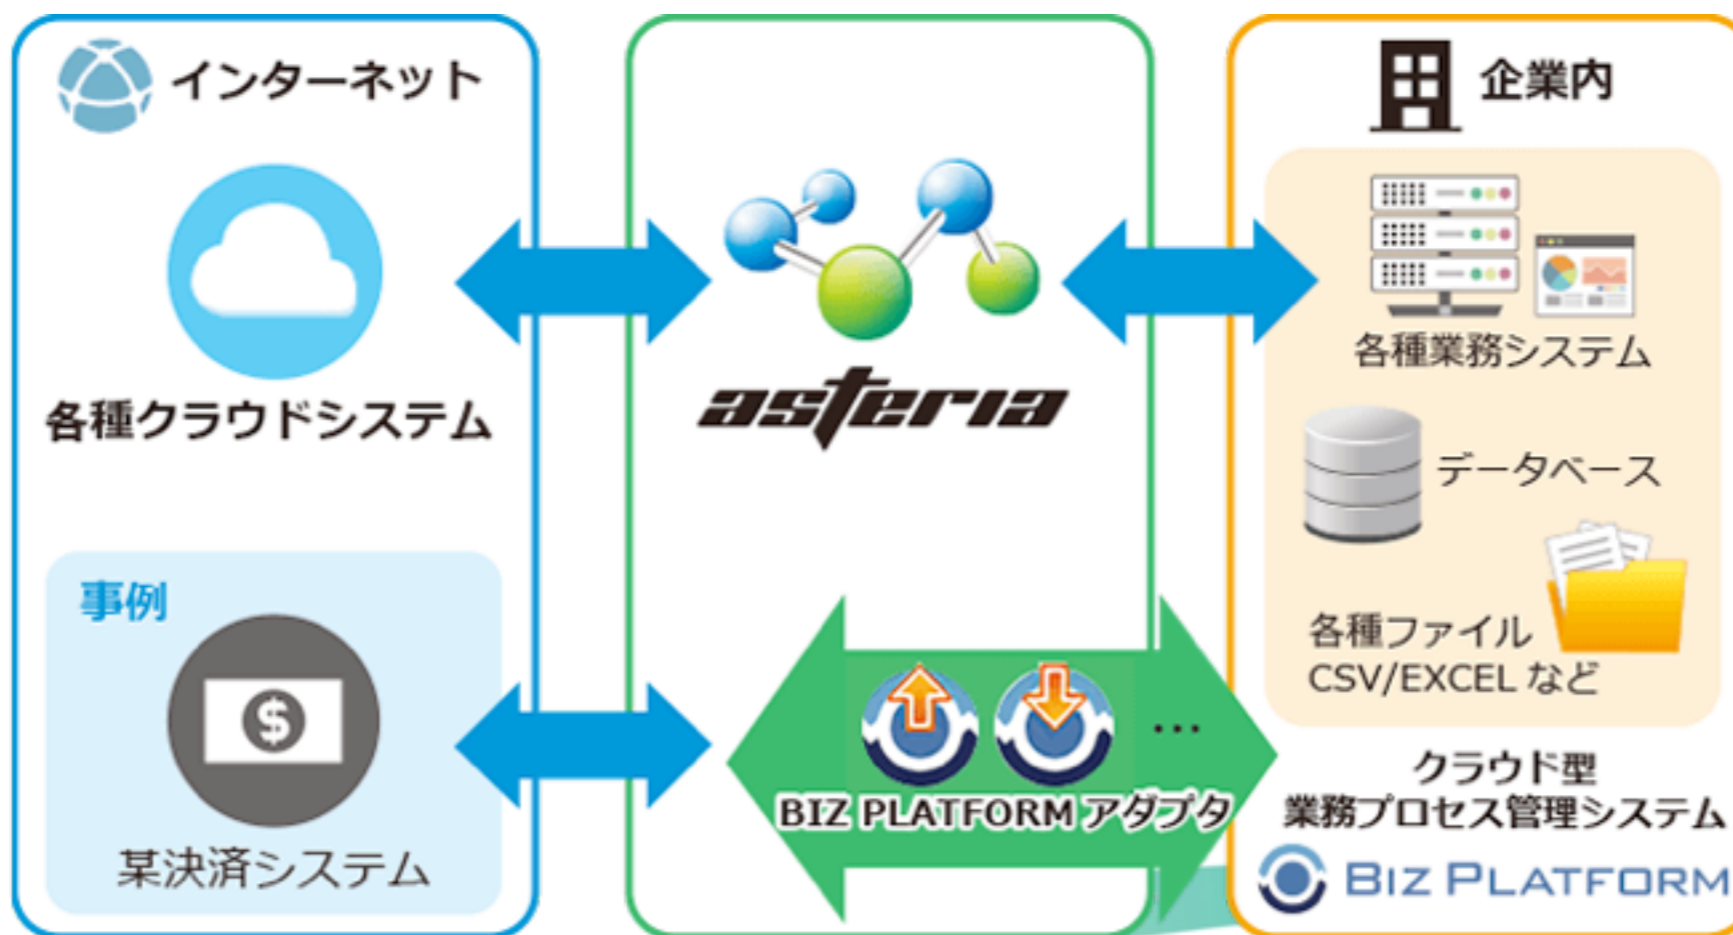 インターネット
各種クラウドシステム
事例
$
某決済システム
asteria
BIZ PLATFORM アダプタ
…
企業内
各種業務システム
データベース
各種ファイル
CSV/EXCEL など
クラウド型
業務プロセス管理システム
BIZ PLATFORM